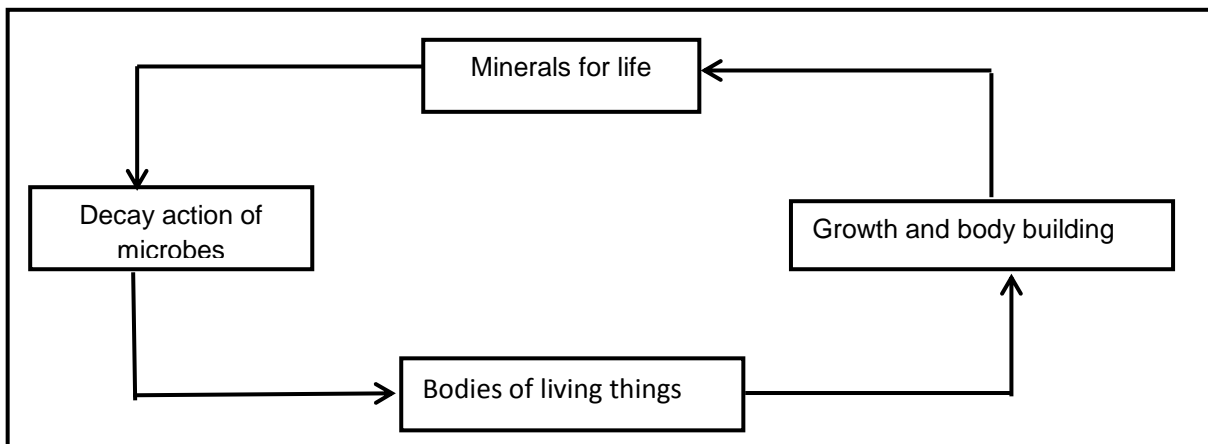 Minerals for life
Decay action of
microbes
Growth and body building
Bodies of living things